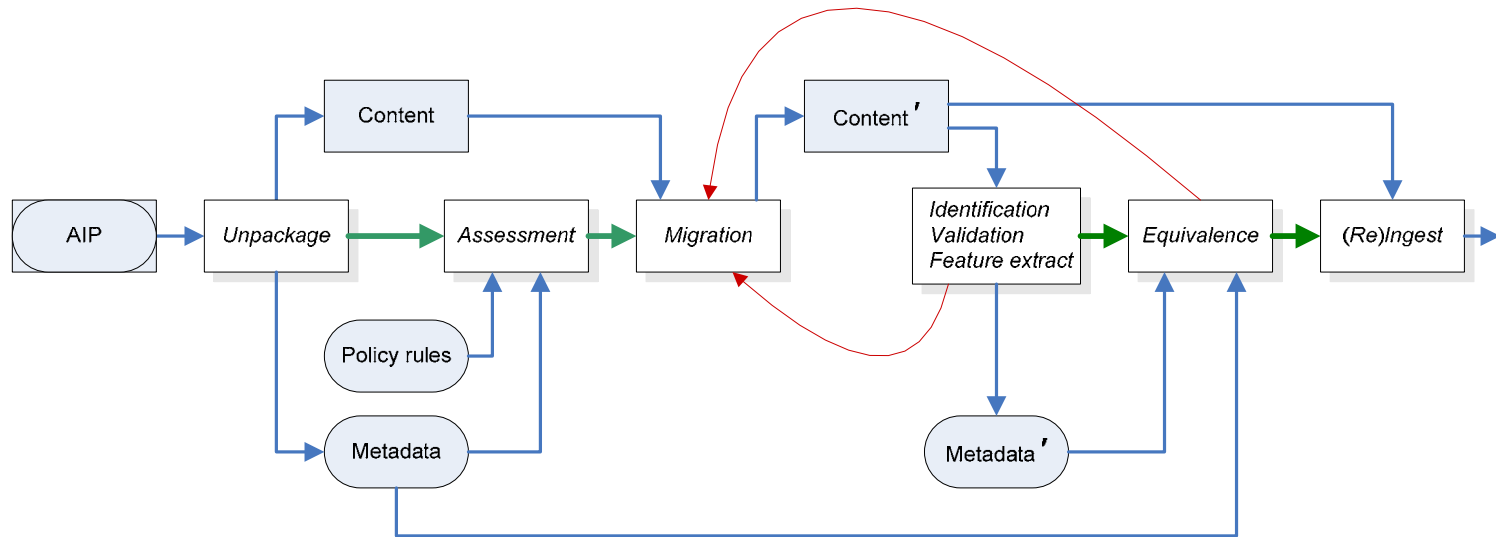 Content
Content ′
AIP
Unpackage
Assessment
Migration
Identification
Validation
Feature extract
Equivalence
(Re)Ingest
Policy rules
Metadata
Metadata ′